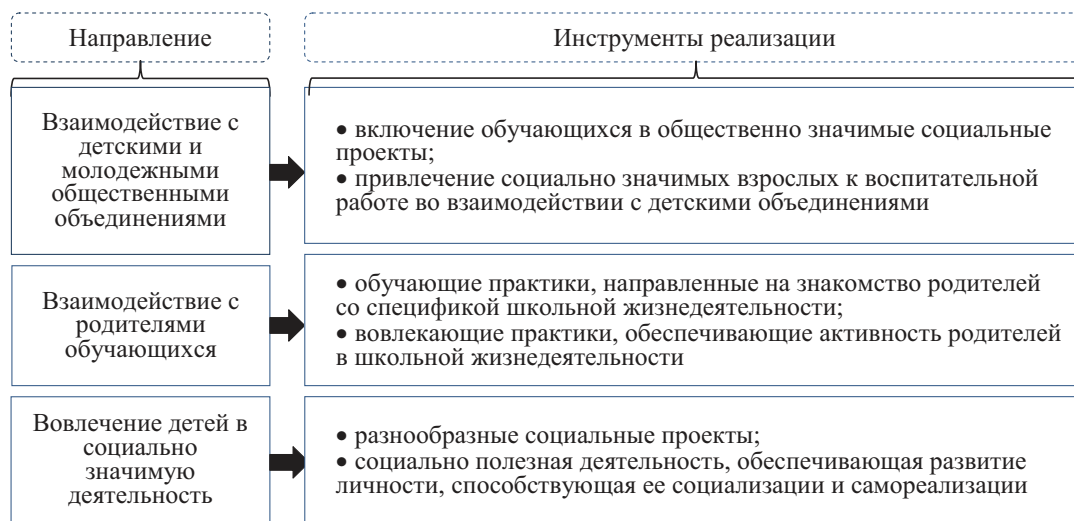 Направление
Инструменты реализации
Взаимодействие с
детскими и
молодежными
общественными
объединениями
• включение обучающихся в общественно значимые социальные
проекты;
• привлечение социально значимых взрослых к воспитательной
работе во взаимодействии с детскими объединениями
Взаимодействие с
родителями
обучающихся
• обучающие практики, направленные на знакомство родителей
со спецификой школьной жизнедеятельности;
• вовлекающие практики, обеспечивающие активность родителей
в школьной жизнедеятельности
Вовлечение детей в
социально
значимую
деятельность
• разнообразные социальные проекты;
• социально полезная деятельность, обеспечивающая развитие
личности, способствующая ее социализации и самореализации